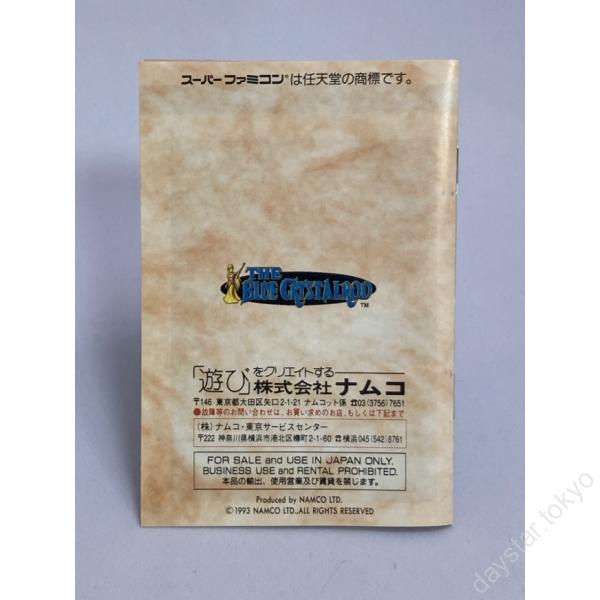 スーパーファミコン®は任天堂の商標です。
THE
BLUE CRYSTALROD
TM
「遊び」をクリエイトする
株式会社ナムコ
〒146 東京都大田区矢口2-1-21 ナムコット係 ☎03(3756)7651
●故障等のお問い合わせは、お買い求めのお店、もしくは下記まで
(株)ナムコ・東京サービスセンター
〒222 神奈川県横浜市港北区樽町2-1-60 ☎横浜045(542)8761
FOR SALE and USE IN JAPAN ONLY.
BUSINESS USE and RENTAL PROHIBITED.
本品の輸出、使用営業及び賃貸を禁じます。
Produced by NAMCO LTD.
©1993 NAMCO LTD.,ALL RIGHTS RESERVED
daystar.tokyo